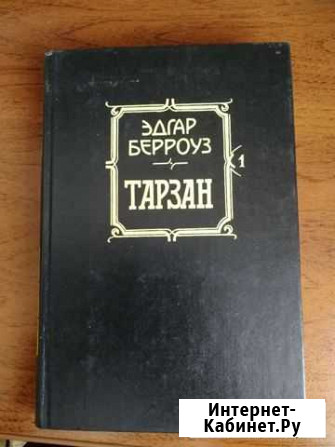 ЭДГАР
БЕРРОУЗ
1
ТАРЗАН
Интернет-
Кабинет.Ру